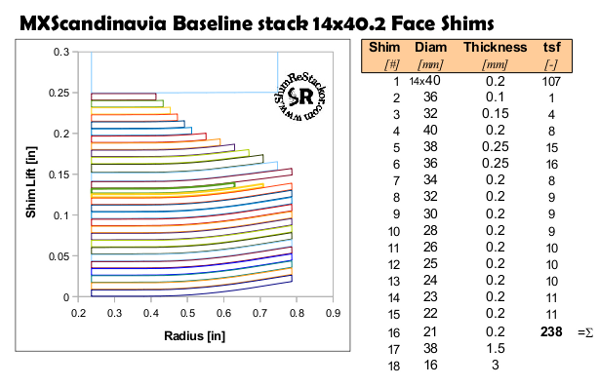 MXScandinavia Baseline stack 14x40.2 Face Shims
0.3
0.25
0.2
0.15
0.1
0.05
0
Shim Lift [in]
0.2 0.3 0.4 0.5 0.6 0.7 0.8 0.9
Radius [in]
www.ShimReStackor.com
SR
Shim Diam Thickness tsf
[#] [mm] [mm] [-]
1 14x40 0.2 107
2 36 0.1 1
3 32 0.15 4
4 40 0.2 8
5 38 0.25 15
6 36 0.25 16
7 34 0.2 8
8 32 0.2 9
9 30 0.2 9
10 28 0.2 9
11 26 0.2 10
12 25 0.2 10
13 24 0.2 10
14 23 0.2 11
15 22 0.2 11
16 21 0.2 238 =Σ
17 38 1.5
18 16 3